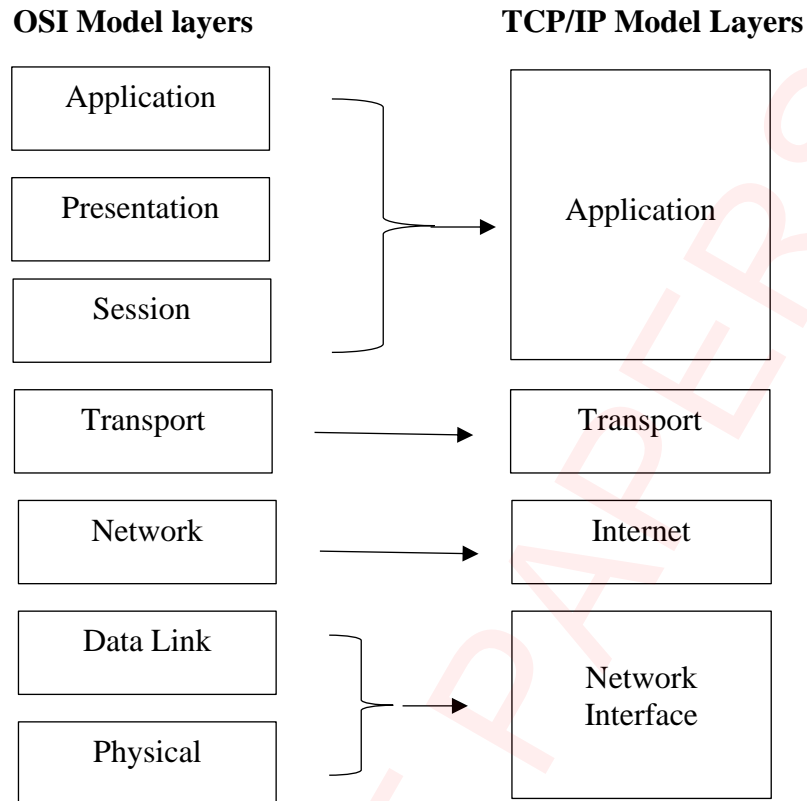 OSI Model layers TCP/IP Model Layers
Application
Presentation
Application
Session
Transport Transport
Network Internet
Data Link
Network
Interface
Physical
PAPERS